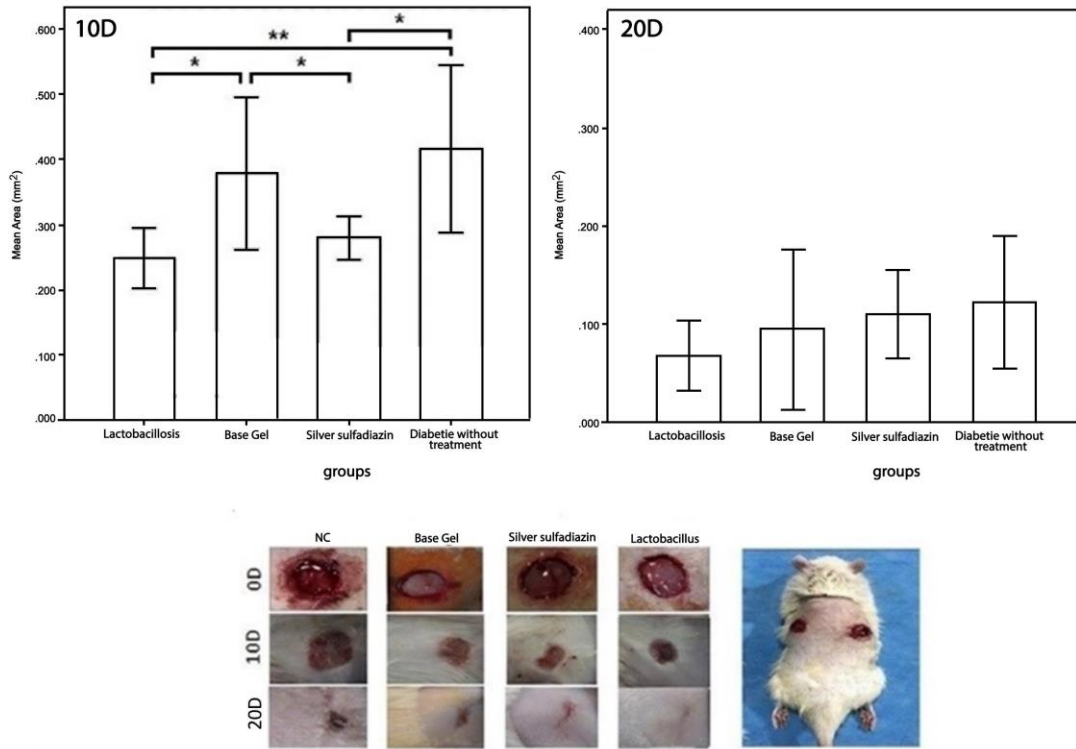 10D
.600
.500
.400
.300
.200
.100
.000
Mean Area (mm²)
*
**
*
*
Lactobacillosis
Base Gel
Silver sulfadiazin
Diabetie without
treatment
groups
20D
.400
.300
.200
.100
.000
Mean Area (mm²)
Lactobacillosis
Base Gel
Silver sulfadiazin
Diabetie without
treatment
groups
NC
Base Gel
Silver sulfadiazin
Lactobacillus
0D
10D
20D